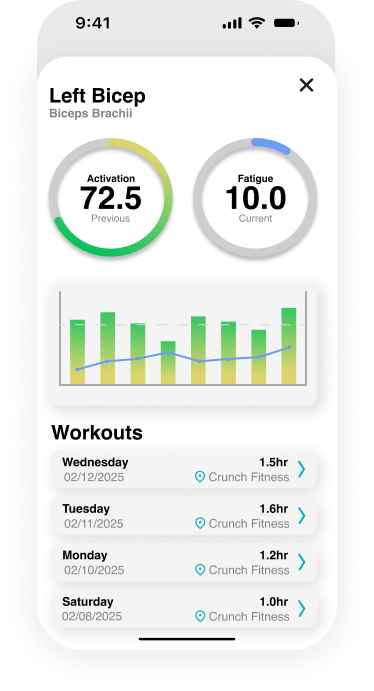 9:41
Left Bicep
Biceps Brachii
Activation
72.5
Previous
Fatigue
10.0
Current
Workouts
Wednesday 1.5hr
02/12/2025 Crunch Fitness
Tuesday 1.6hr
02/11/2025 Crunch Fitness
Monday 1.2hr
02/10/2025 Crunch Fitness
Saturday 1.0hr
02/08/2025 Crunch Fitness